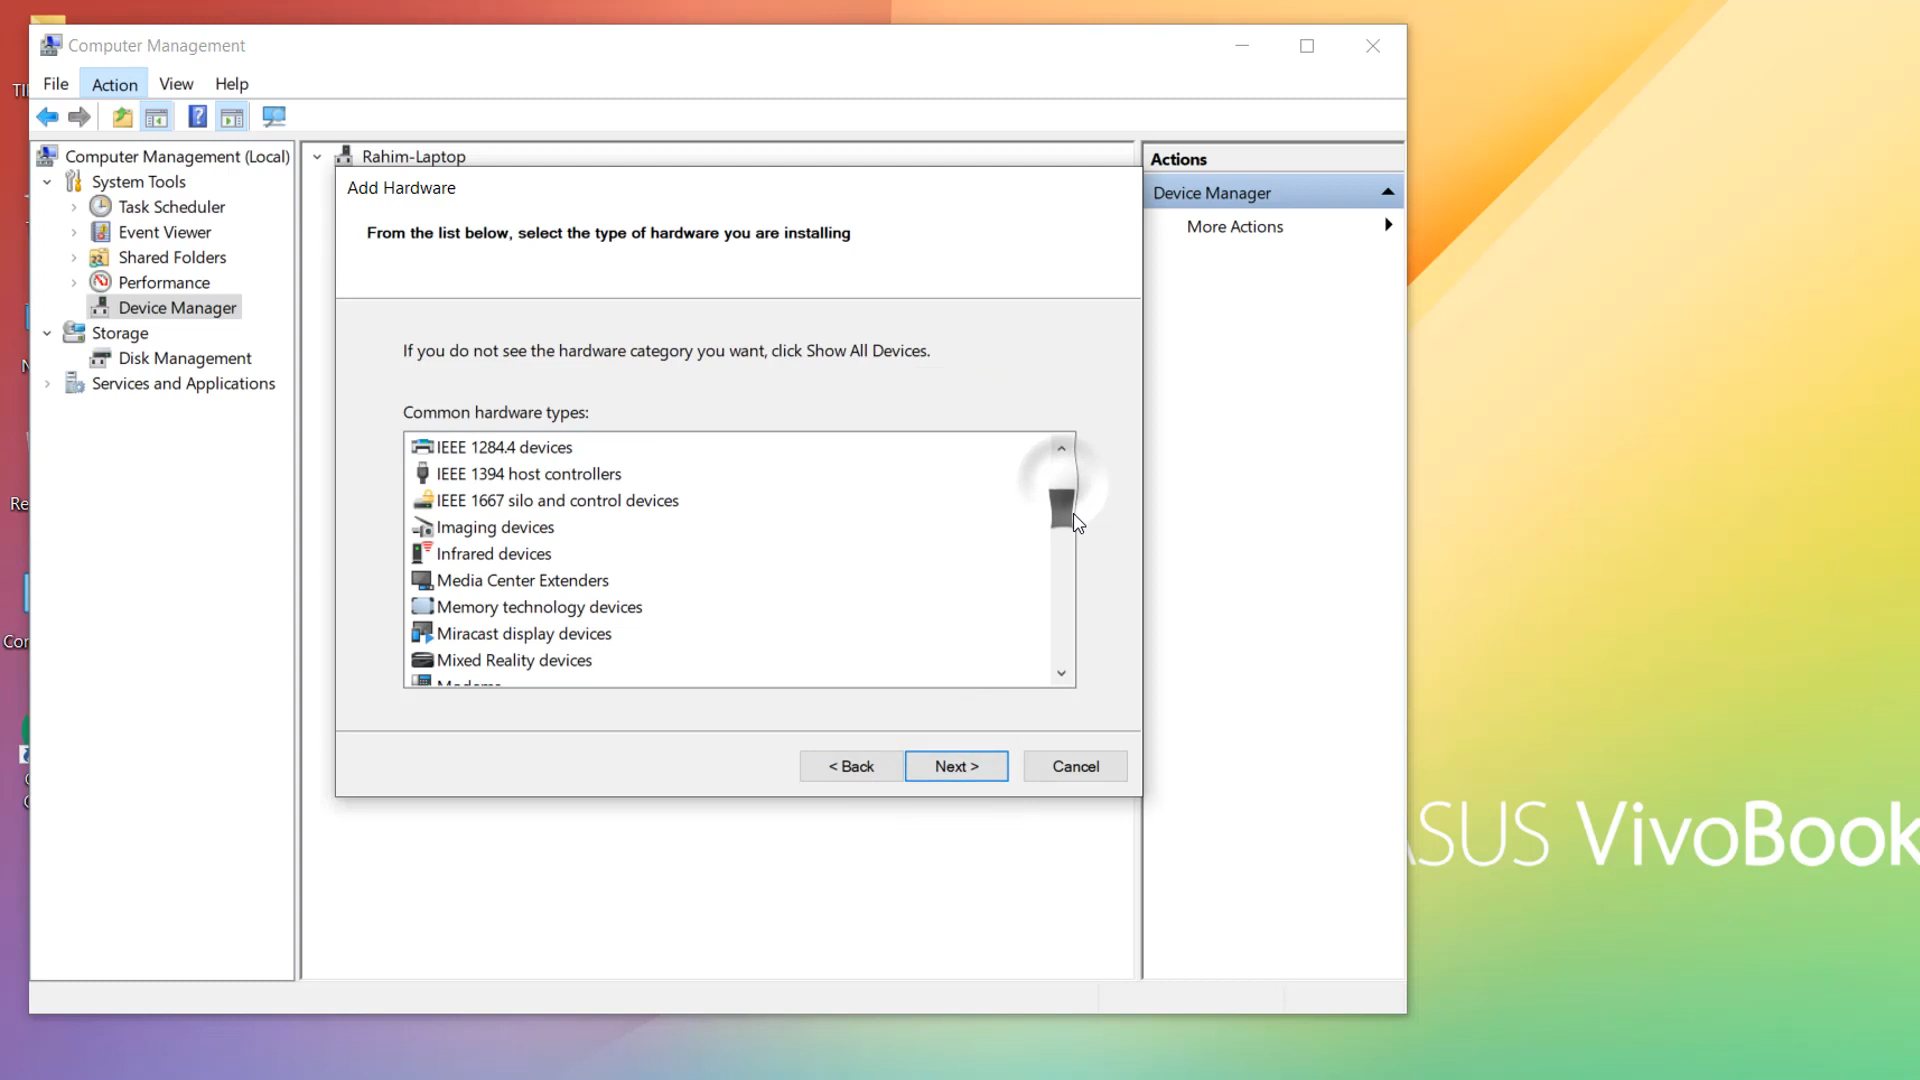 Computer Management
File Action View Help
Computer Management (Local)
System Tools
Task Scheduler
Event Viewer
Shared Folders
Performance
Device Manager
Storage
Disk Management
Services and Applications
Rahim-Laptop
Add Hardware
From the list below, select the type of hardware you are installing
If you do not see the hardware category you want, click Show All Devices.
Common hardware types:
IEEE 1284.4 devices
IEEE 1394 host controllers
IEEE 1667 silo and control devices
Imaging devices
Infrared devices
Media Center Extenders
Memory technology devices
Miracast display devices
Mixed Reality devices
< Back Next > Cancel
Actions
Device Manager
More Actions
VivoBook